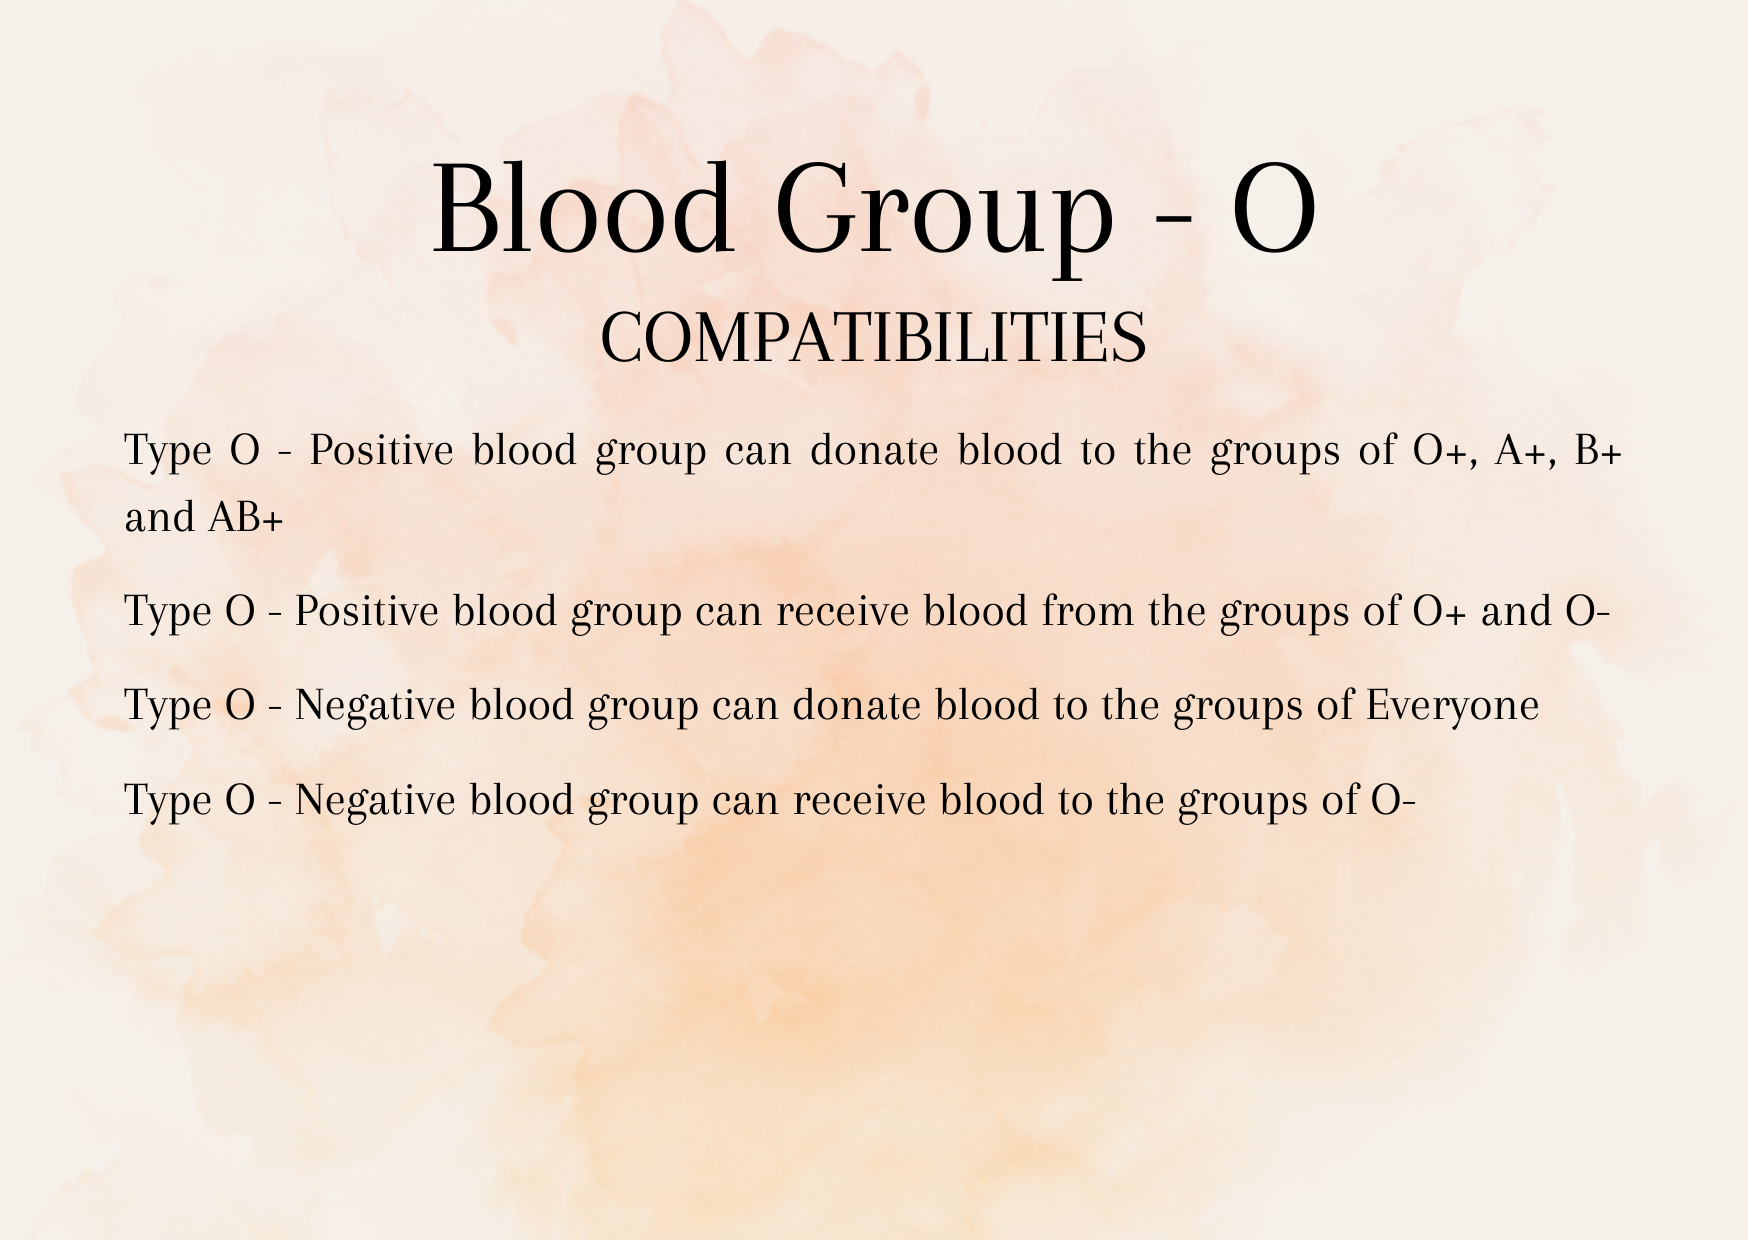 Blood Group - O
COMPATIBILITIES
Type O - Positive blood group can donate blood to the groups of O+, A+, B+
and AB+
Type O - Positive blood group can receive blood from the groups of O+ and O-
Type O - Negative blood group can donate blood to the groups of Everyone
Type O - Negative blood group can receive blood to the groups of O-